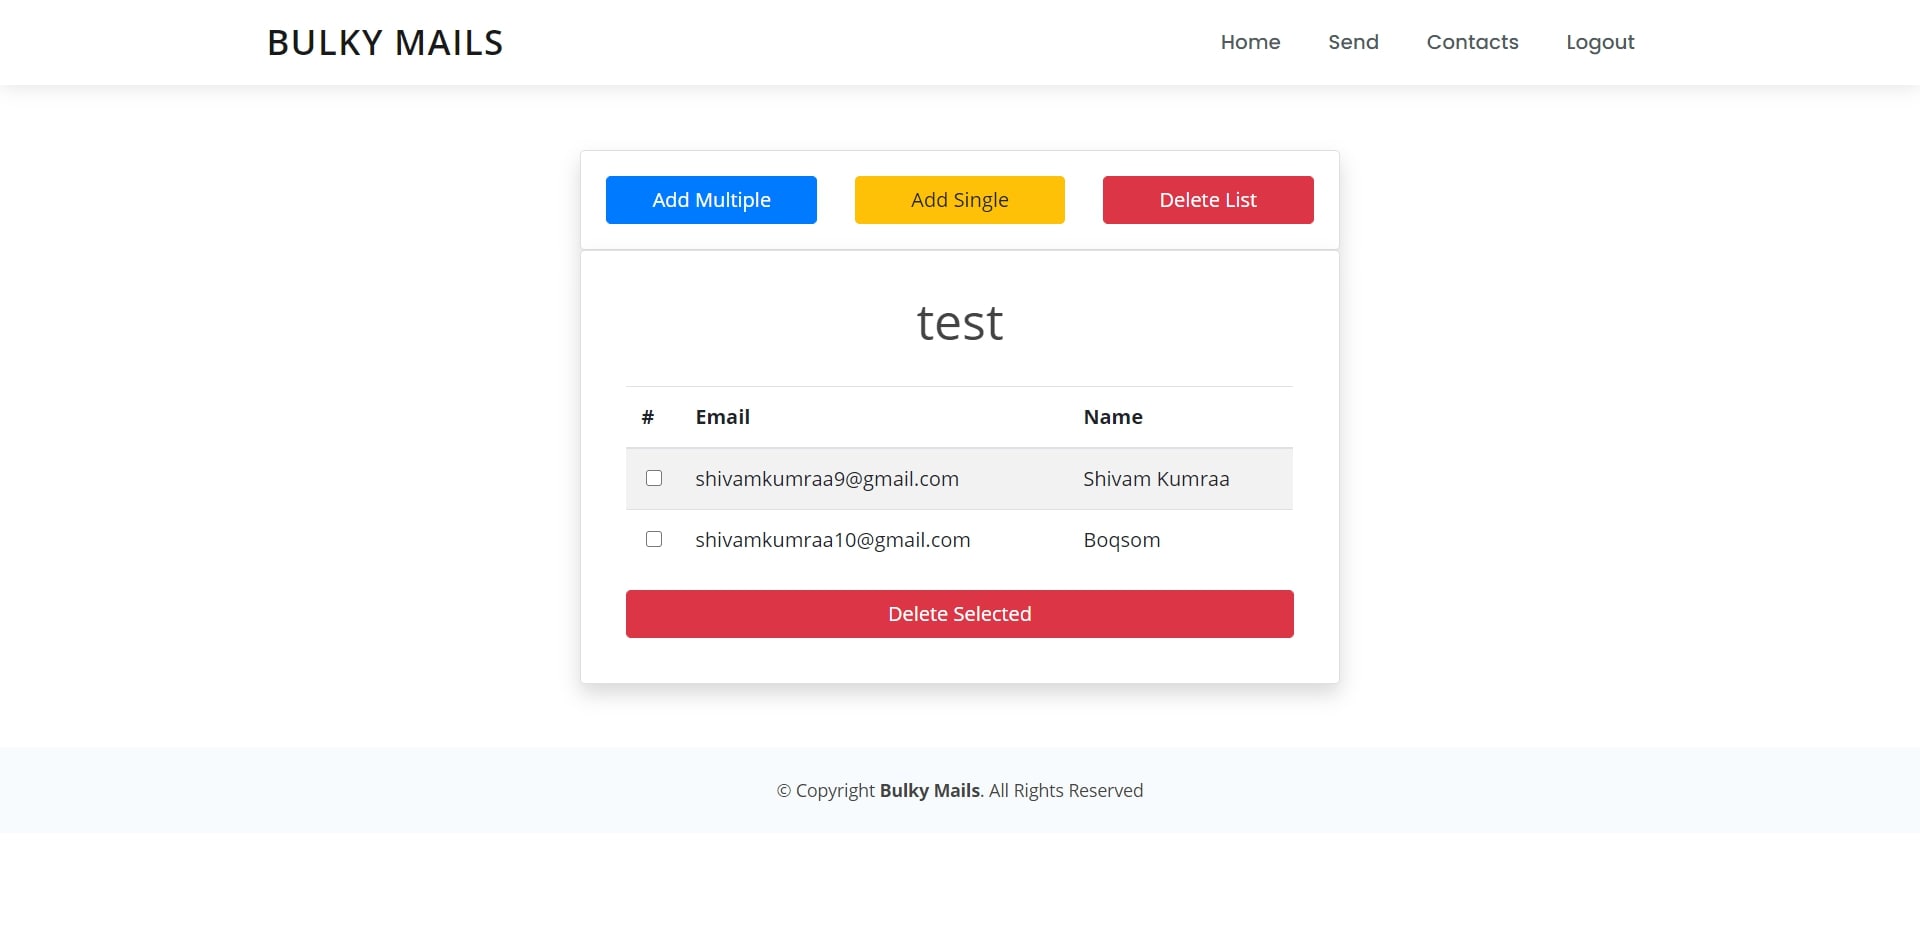 BULKY MAILS Home Send Contacts Logout
Add Multiple Add Single Delete List
test
# Email Name
shivamkumraa9@gmail.com Shivam Kumraa
shivamkumraa10@gmail.com Boqsom
Delete Selected
© Copyright Bulky Mails. All Rights Reserved